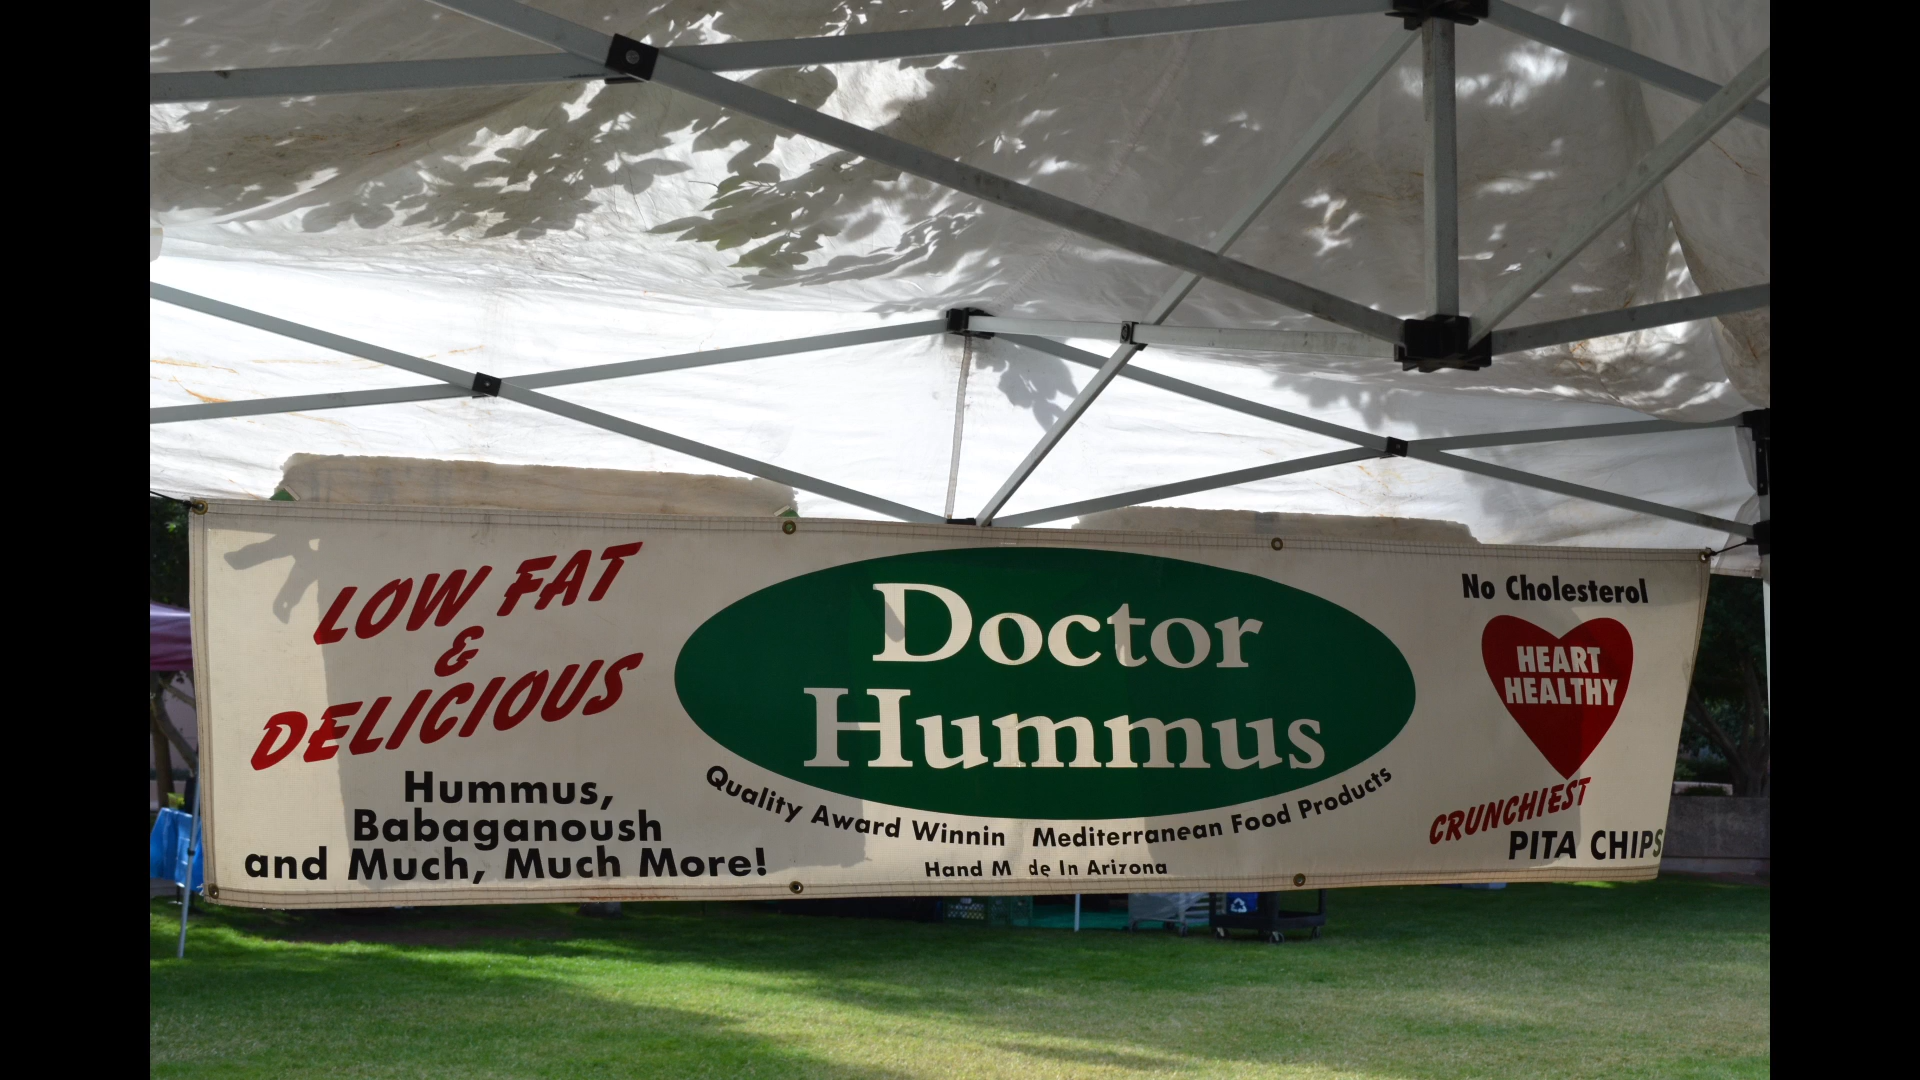 LOW FAT
&
DELICIOUS
Hummus,
Babaganoush
and Much, Much More!
Doctor
Hummus
Quality Award Winnin Mediterranean Food Products
Hand M de In Arizona
No Cholesterol
HEART
HEALTHY
CRUNCHIEST
PITA CHIPS